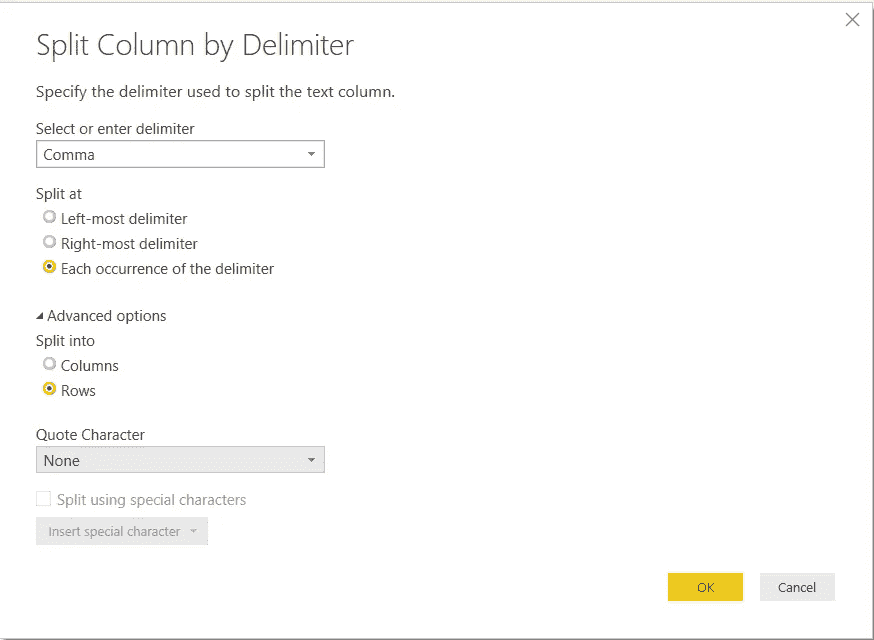 Split Column by Delimiter
Specify the delimiter used to split the text column.
Select or enter delimiter
Comma
Split at
Left-most delimiter
Right-most delimiter
Each occurrence of the delimiter
Advanced options
Split into
Columns
Rows
Quote Character
None
Split using special characters
Insert special character
OK Cancel